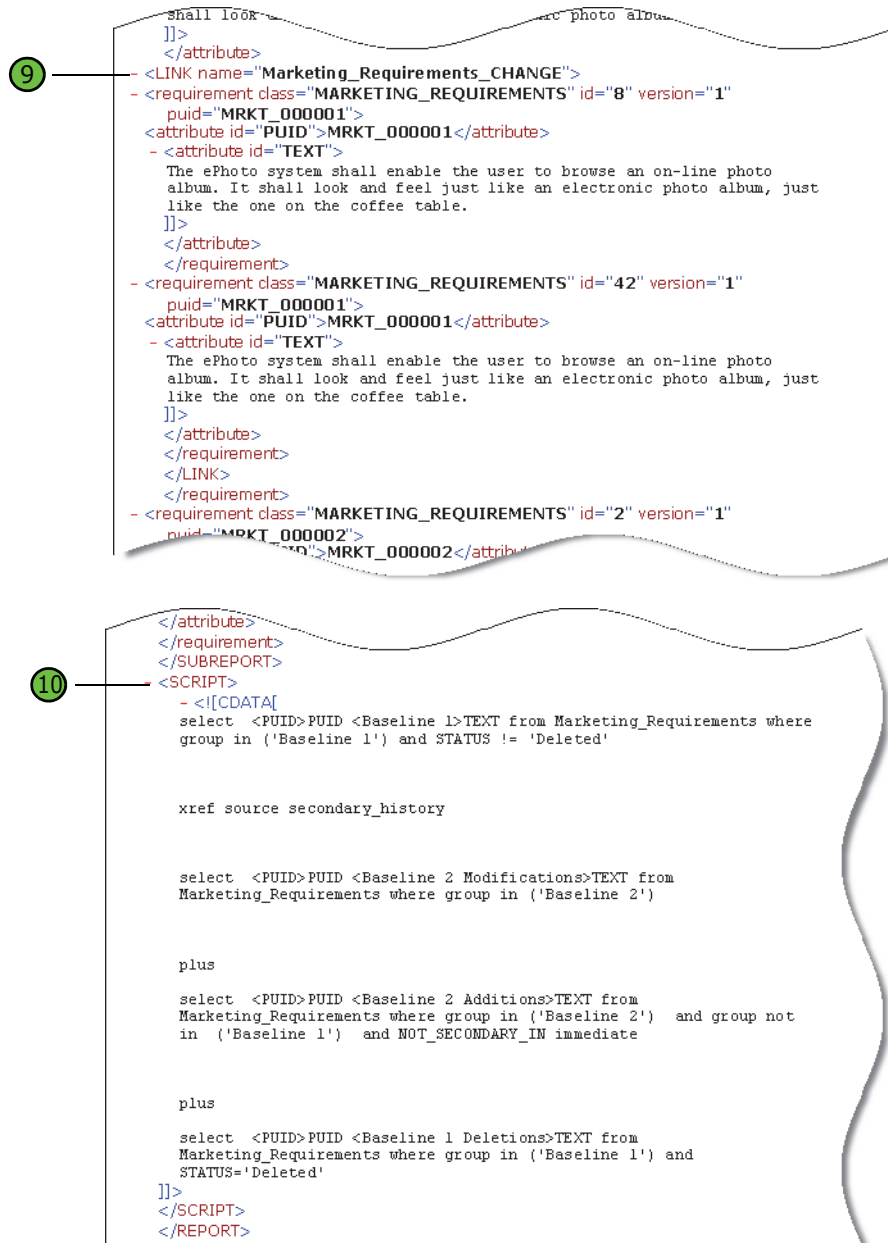 shall look
photo
]]>
</attribute>
9
- <LINK name="Marketing_Requirements_CHANGE">
- <requirement class="MARKETING_REQUIREMENTS" id="8" version="1"
puid="MRKT_000001">
<attribute id="PUID">MRKT_000001</attribute>
- <attribute id="TEXT">
The ePhoto system shall enable the user to browse an on-line photo
album. It shall look and feel just like an electronic photo album, just
like the one on the coffee table.
]]>
</attribute>
</requirement>
- <requirement class="MARKETING_REQUIREMENTS" id="42" version="1"
puid="MRKT_000001">
<attribute id="PUID">MRKT_000001</attribute>
- <attribute id="TEXT">
The ePhoto system shall enable the user to browse an on-line photo
album. It shall look and feel just like an electronic photo album, just
like the one on the coffee table.
]]>
</attribute>
</requirement>
</LINK>
</requirement>
- <requirement class="MARKETING_REQUIREMENTS" id="2" version="1"
puid="MRKT_000002">
">MRKT_000002</attribu
</attribute>
</requirement>
</SUBREPORT>
10
- <SCRIPT>
- <![CDATA[
select <PUID>PUID <Baseline 1>TEXT from Marketing_Requirements where
group in ('Baseline 1') and STATUS != 'Deleted'
xref source secondary_history
select <PUID>PUID <Baseline 2 Modifications>TEXT from
Marketing_Requirements where group in ('Baseline 2')
plus
select <PUID>PUID <Baseline 2 Additions>TEXT from
Marketing_Requirements where group in ('Baseline 2') and group not
in ('Baseline 1') and NOT_SECONDARY_IN immediate
plus
select <PUID>PUID <Baseline 1 Deletions>TEXT from
Marketing_Requirements where group in ('Baseline 1') and
STATUS='Deleted'
]]>
</SCRIPT>
</REPORT>